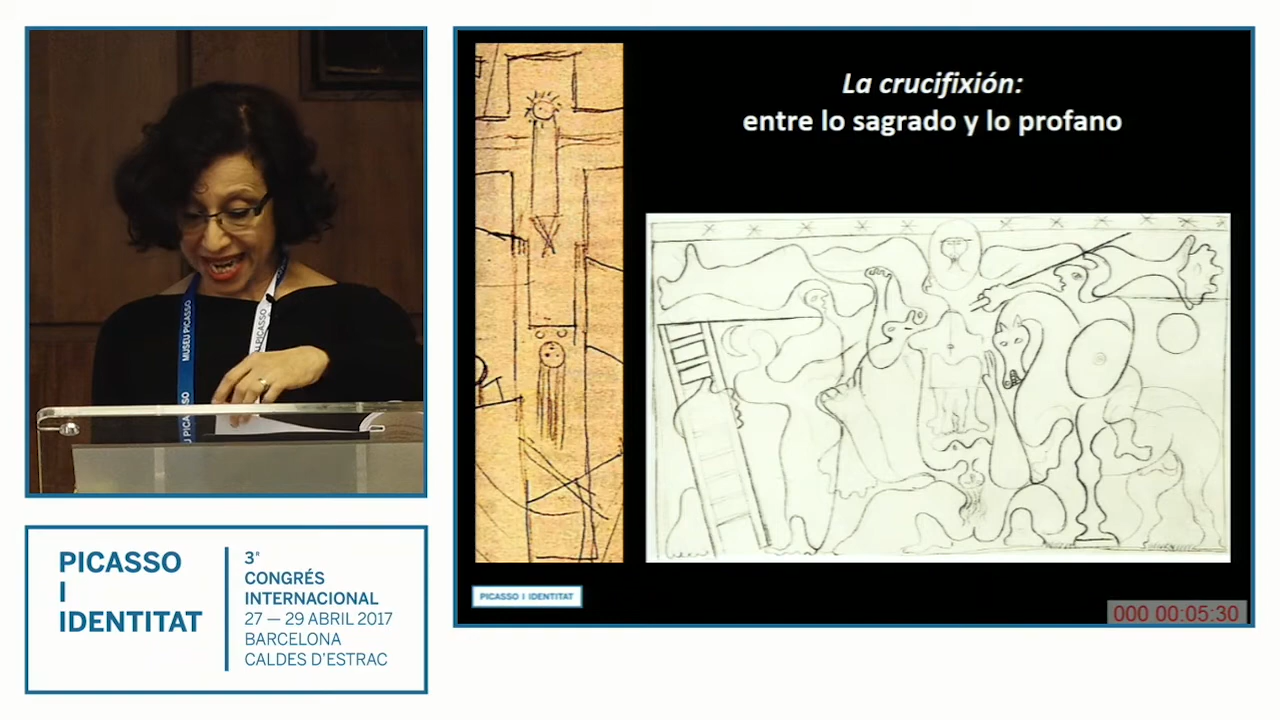 MUSEU PICASSO
PICASSO
La crucifixión:
entre lo sagrado y lo profano
PICASSO I IDENTITAT
000 00:05:30
PICASSO
I
IDENTITAT
3r
CONGRÉS
INTERNACIONAL
27 — 29 ABRIL 2017
BARCELONA
CALDES D'ESTRAC